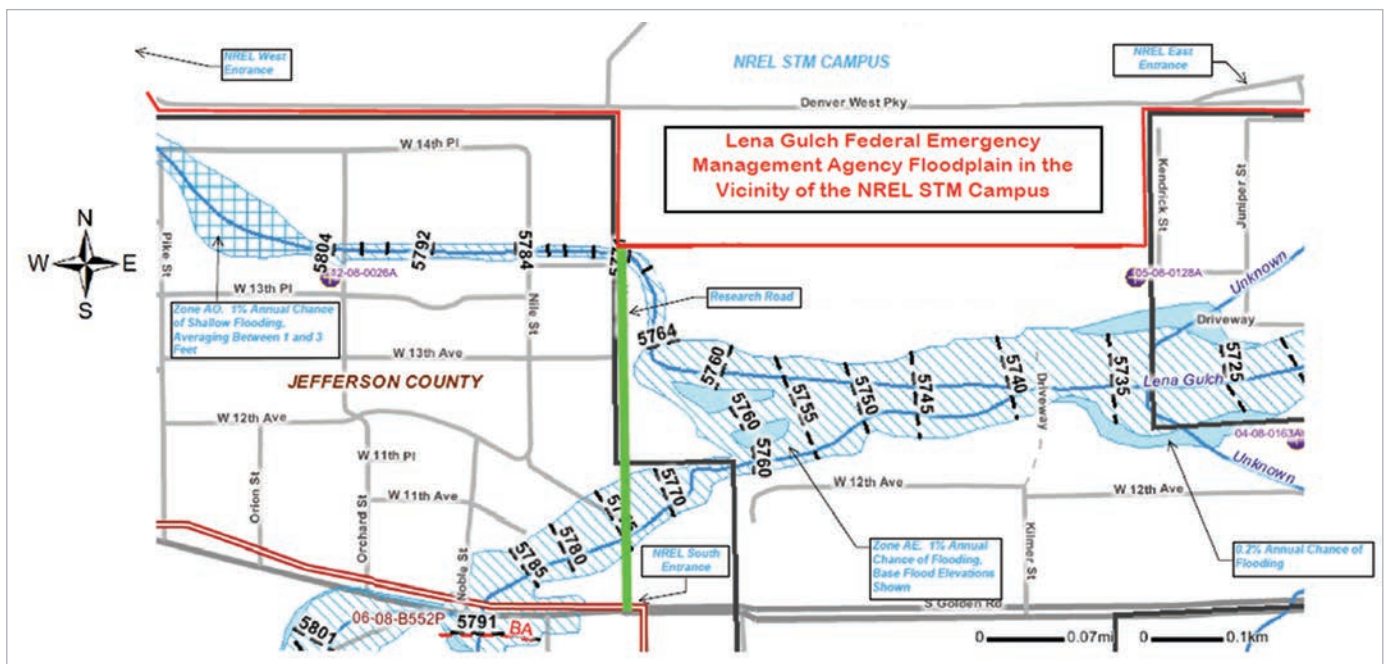 NREL West
Entrance
NREL STM CAMPUS
NREL East
Entrance
Denver West Pky
Lena Gulch Federal Emergency
Management Agency Floodplain in the
Vicinity of the NREL STM Campus
W 14th Pl
Kendrick St
Juniper St
N
W
E
S
Pike St
5804
5792
5784
12-08-0026A
05-08-0128A
Unknown
W 13th Pl
Nile St
Research Road
Zone AO. 1% Annual Chance
of Shallow Flooding,
Averaging Between 1 and 3
Feet
Driveway
5764
W 13th Ave
5760
5755
5750
5745
5740
5735
5725
Lena Gulch
JEFFERSON COUNTY
Driveway
5760
5760
W 12th Ave
04-08-0163A
W 11th Pl
5770
Unknown
W 12th Ave
W 12th Ave
W 11th Ave
Orion St
Orchard St
Noble St
5780
5785
NREL South
Entrance
Kilmer St
Zone AE. 1% Annual
Chance of Flooding,
Base Flood Elevations
Shown
0.2% Annual Chance of
Flooding
S Golden Rd
06-08-B552P
5801
5791
BA
0
0.07mi
0
0.1km